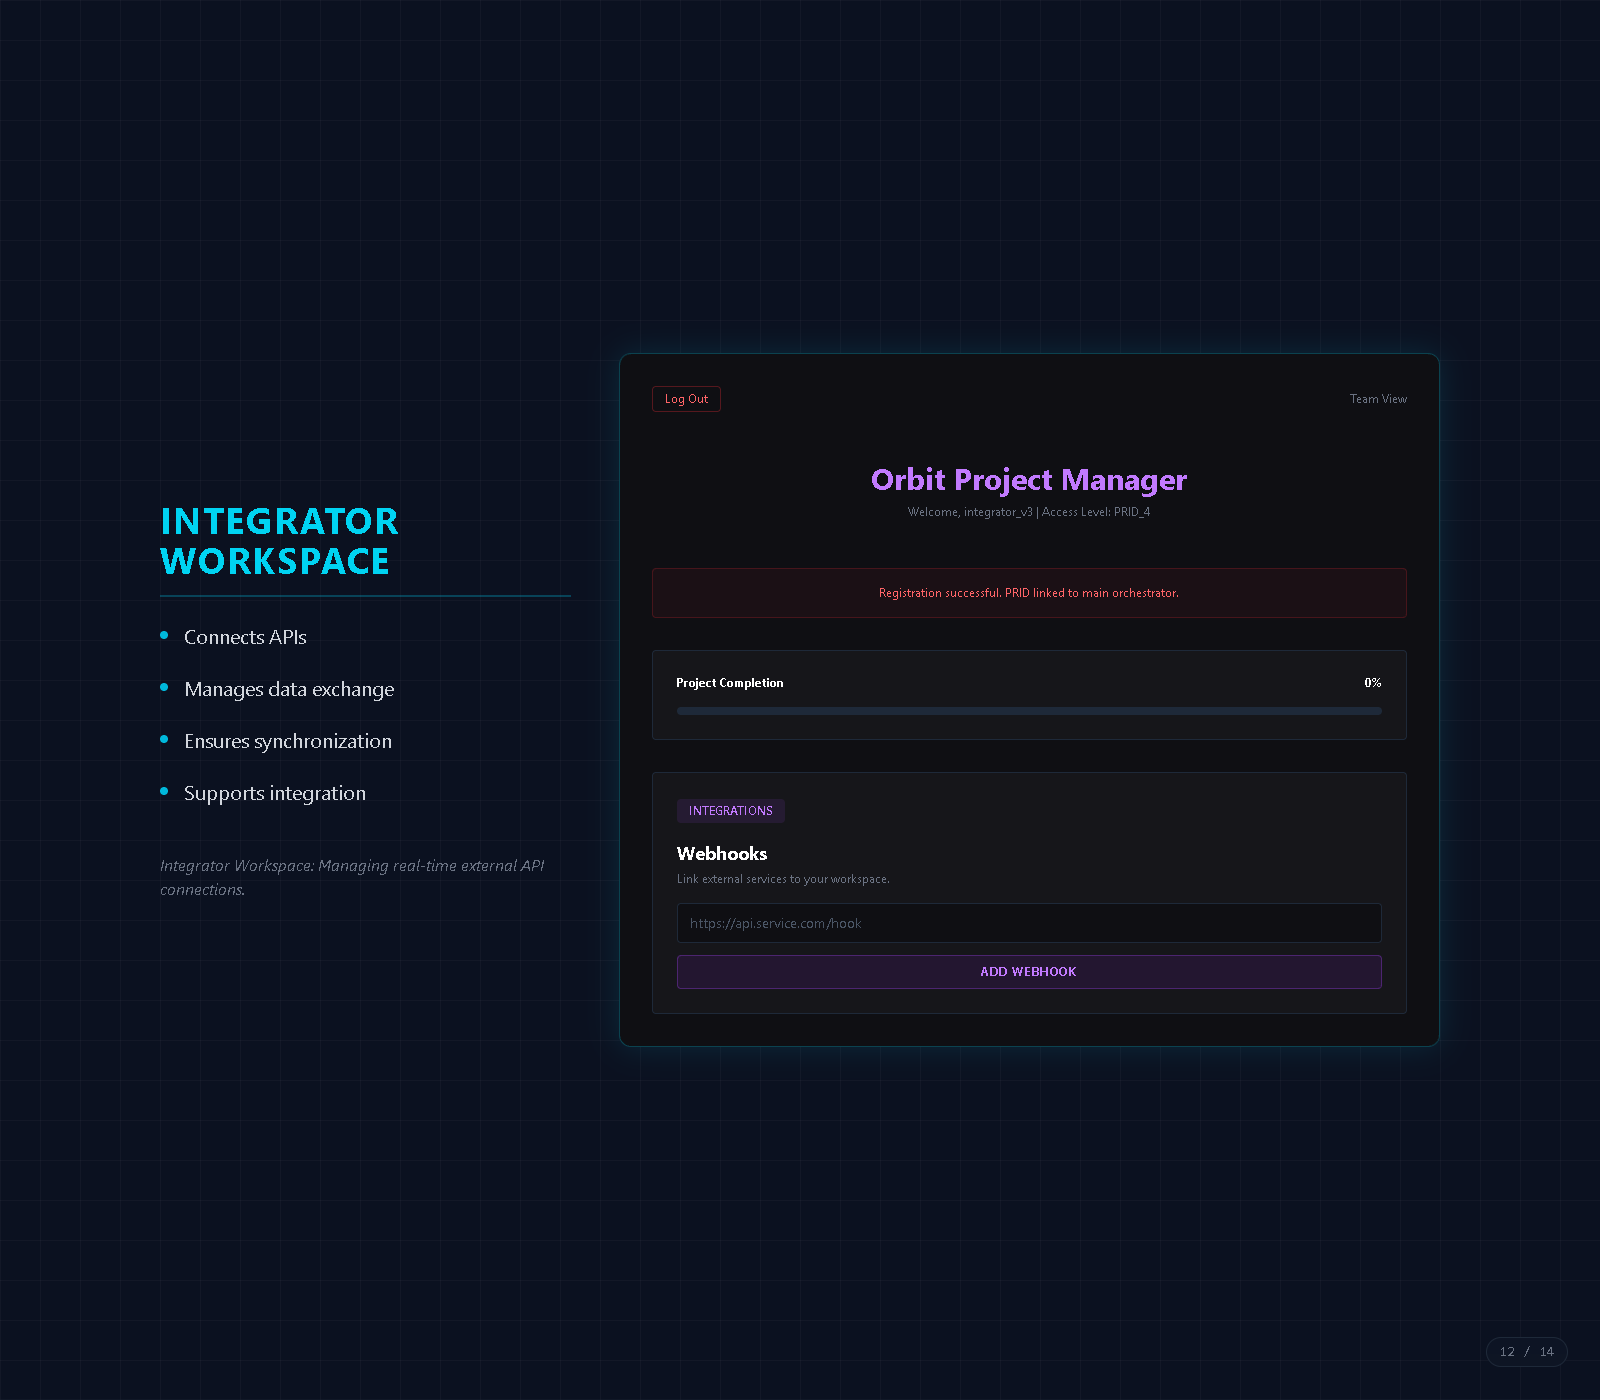 INTEGRATOR
WORKSPACE
Connects APIs
Manages data exchange
Ensures synchronization
Supports integration
Integrator Workspace: Managing real-time external API
connections.
Log Out
Team View
Orbit Project Manager
Welcome, integrator_v3 | Access Level: PRID_4
Registration successful. PRID linked to main orchestrator.
Project Completion
0%
INTEGRATIONS
Webhooks
Link external services to your workspace.
https://api.service.com/hook
ADD WEBHOOK
12 / 14